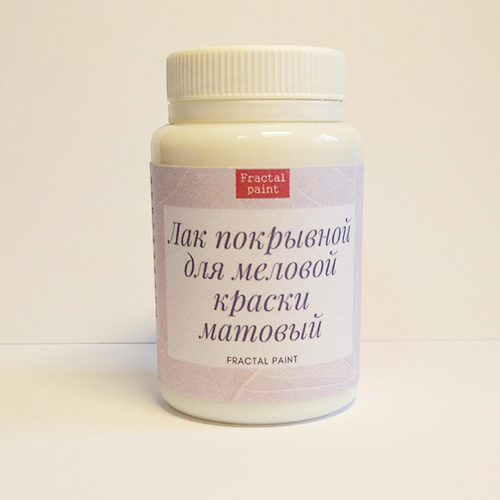 Fractal
paint
Лак покрывной
для меловой
краски
матовый
FRACTAL PAINT